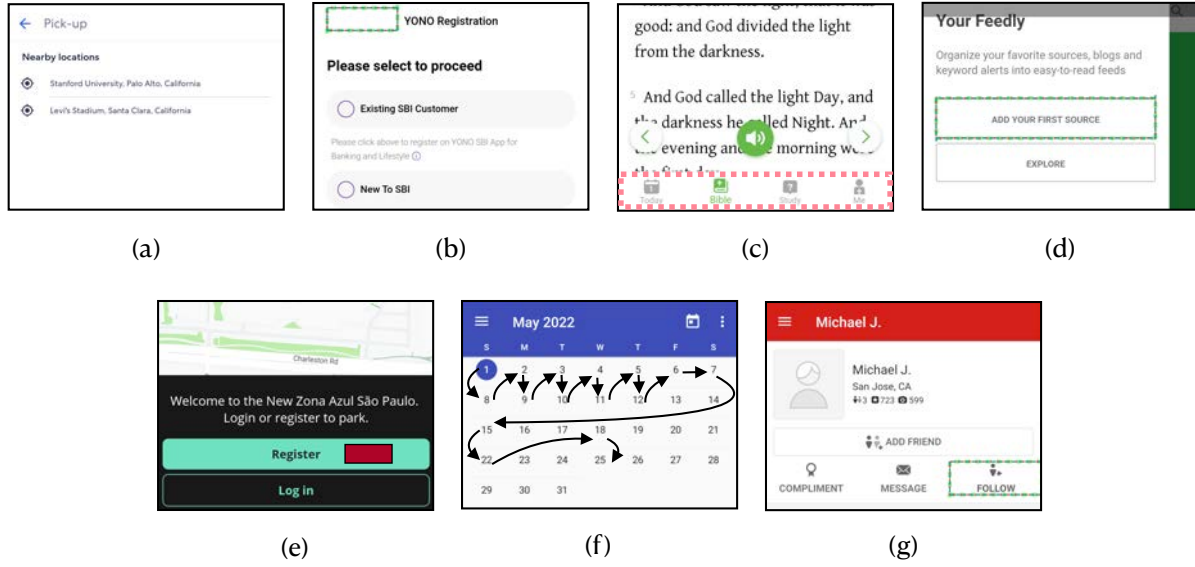 Pick-up
Nearby locations
Stanford University, Palo Alto, California
Levi's Stadium, Santa Clara, California
(a)
YONO Registration
Please select to proceed
Existing SBI Customer
Please click above to register on YONO SBI App for
Banking and Lifestyle
New To SBI
(b)
good: and God divided the light
from the darkness.
5 And God called the light Day, and
the darkness he called Night. And
evening and morning were
Today Bible Study Me
(c)
Your Feedly
Organize your favorite sources, blogs and
keyword alerts into easy-to-read feeds
ADD YOUR FIRST SOURCE
EXPLORE
(d)
Charleston Rd
Welcome to the New Zona Azul São Paulo.
Login or register to park.
Register
Log in
(e)
May 2022
S M T W T F S
1 2 3 4 5 6 7
8 9 10 11 12 13 14
15 16 17 18 19 20 21
22 23 24 25 26 27 28
29 30 31
(f)
Michael J.
Michael J.
San Jose, CA
3 723 599
ADD FRIEND
COMPLIMENT MESSAGE FOLLOW
(g)